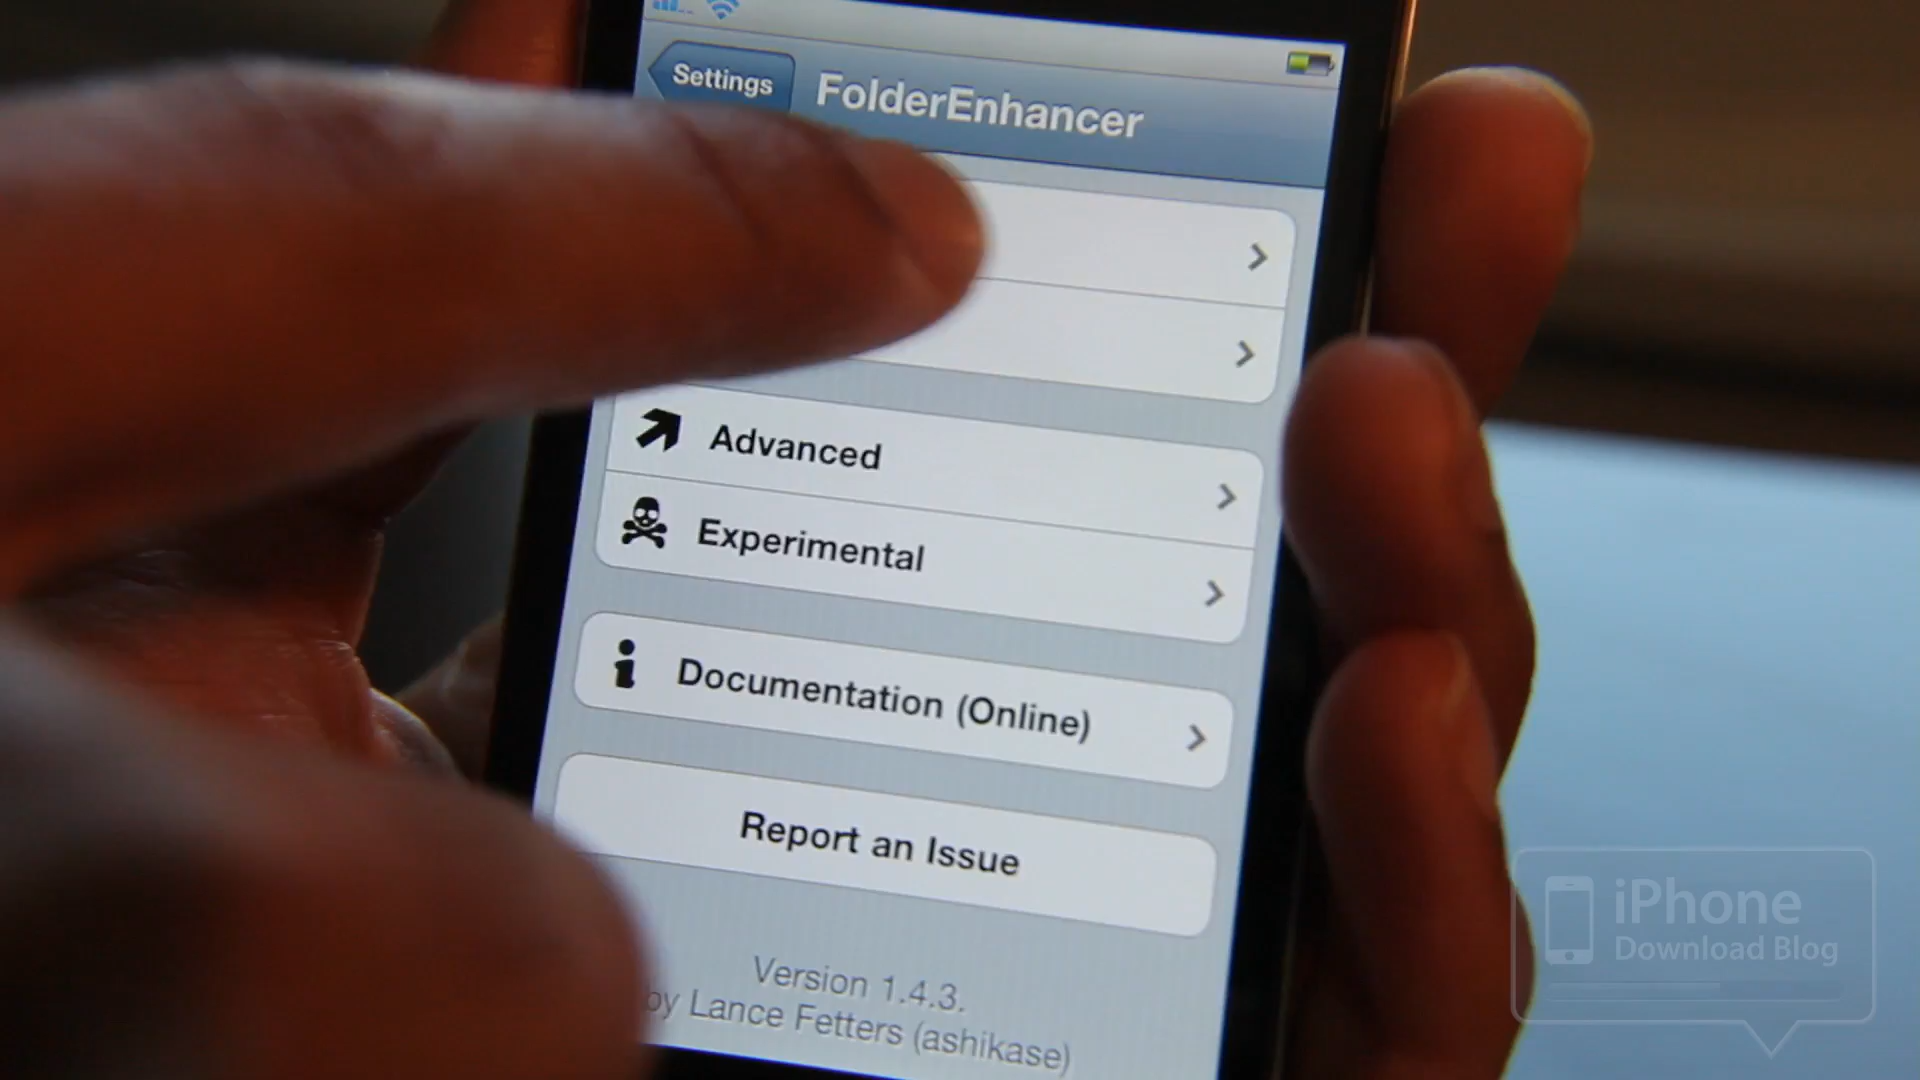 Settings
FolderEnhancer
Advanced
Experimental
Documentation (Online)
Report an Issue
Version 1.4.3.
by Lance Fetters (ashikase)
iPhone
Download Blog